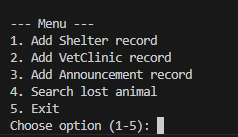 --- Menu ---
1. Add Shelter record
2. Add VetClinic record
3. Add Announcement record
4. Search lost animal
5. Exit
Choose option (1-5):